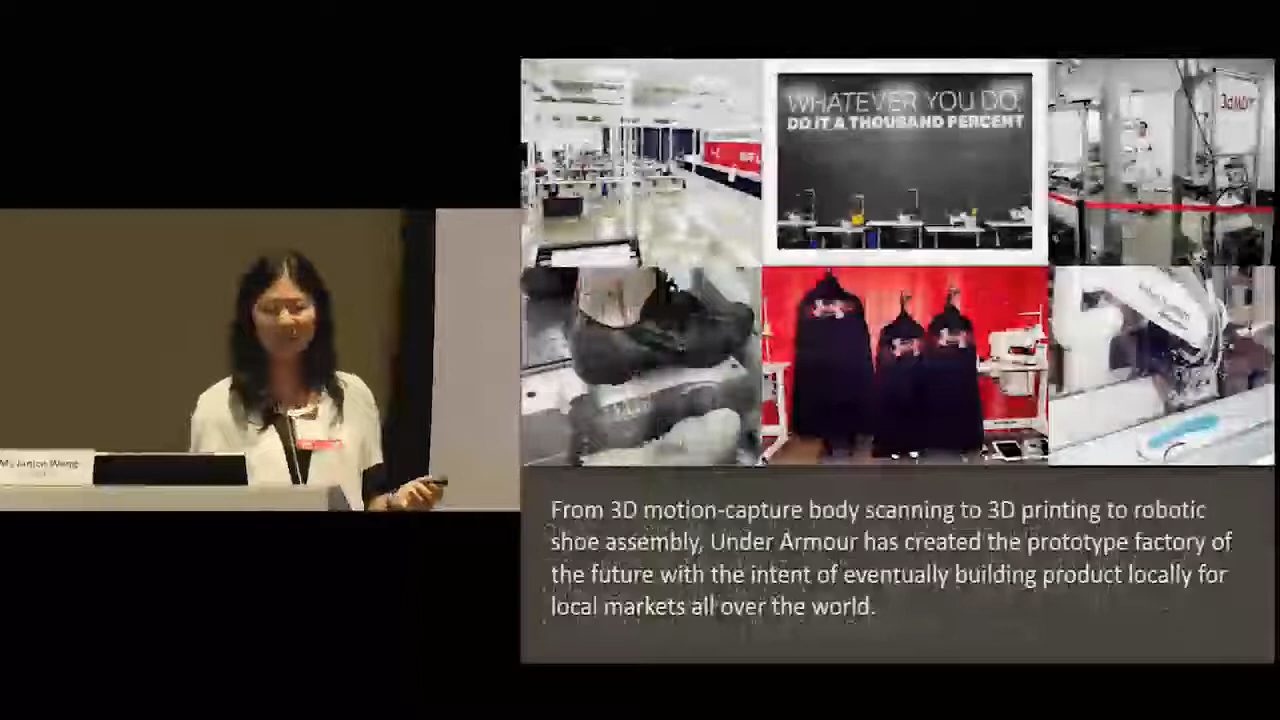 WHATEVER YOU DO,
DO IT A THOUSAND PERCENT
From 3D motion-capture body scanning to 3D printing to robotic
shoe assembly, Under Armour has created the prototype factory of
the future with the intent of eventually building product locally for
local markets all over the world.